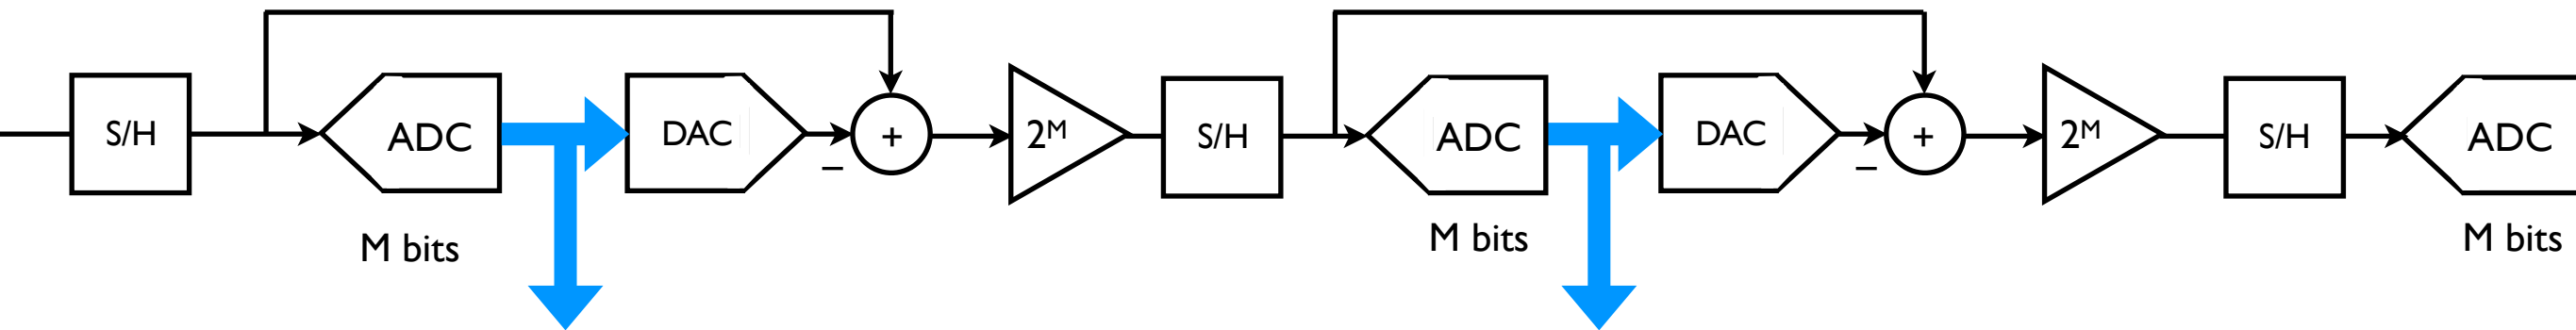 S/H
ADC
DAC
−
+
2ᴹ
S/H
ADC
DAC
−
+
2ᴹ
S/H
ADC
M bits
M bits
M bits